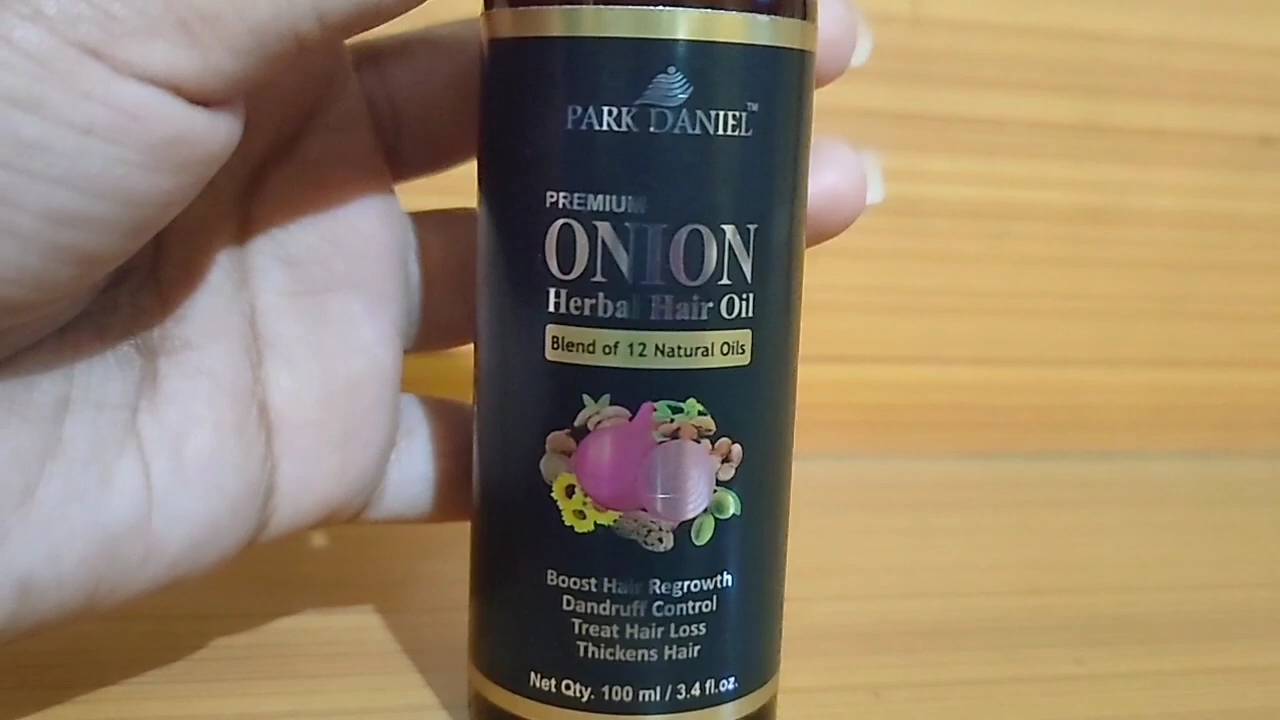 PARK DANIEL™
PREMIUM
ONION
Herbal Hair Oil
Blend of 12 Natural Oils
Boost Hair Regrowth
Dandruff Control
Treat Hair Loss
Thickens Hair
Net Qty. 100 ml / 3.4 fl.oz.